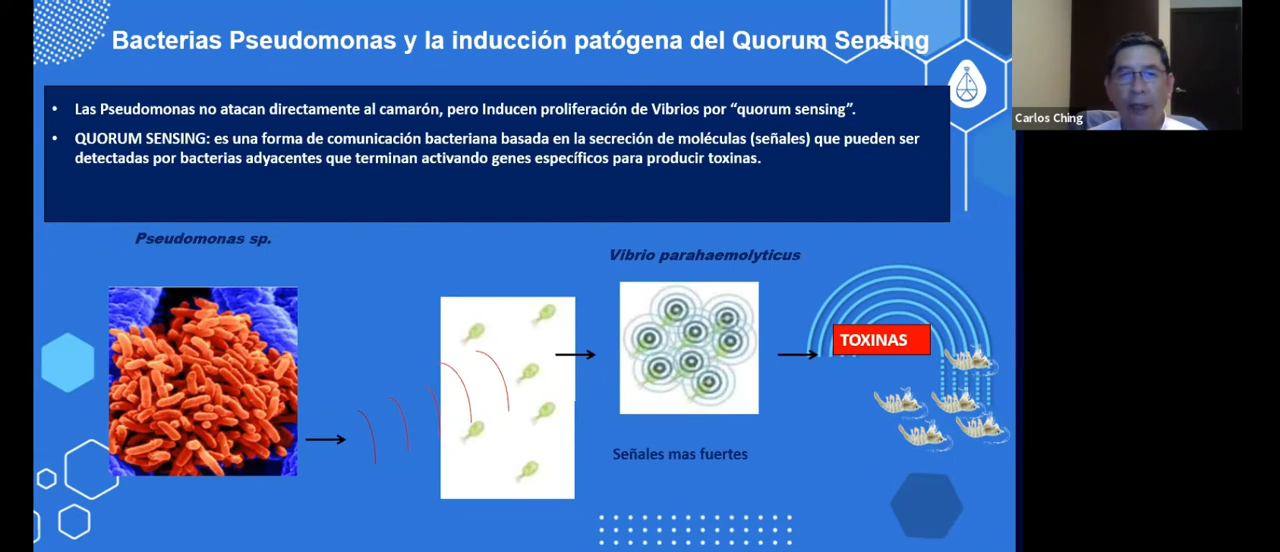 Bacterias Pseudomonas y la inducción patógena del Quorum Sensing
Carlos Ching
• Las Pseudomonas no atacan directamente al camarón, pero Inducen proliferación de Vibrios por “quorum sensing”.
• QUORUM SENSING: es una forma de comunicación bacteriana basada en la secreción de moléculas (señales) que pueden ser
detectadas por bacterias adyacentes que terminan activando genes específicos para producir toxinas.
Pseudomonas sp.
Vibrio parahaemolyticus
TOXINAS
Señales mas fuertes